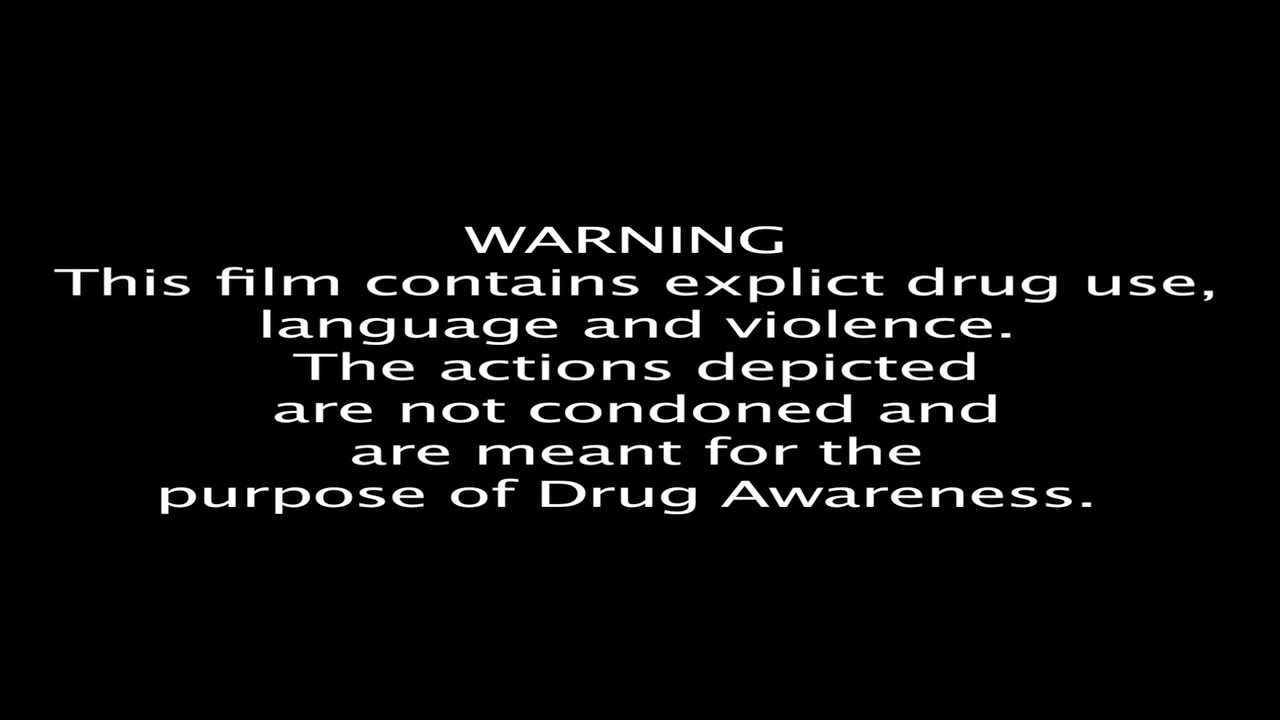 WARNING
This film contains explict drug use,
language and violence.
The actions depicted
are not condoned and
are meant for the
purpose of Drug Awareness.